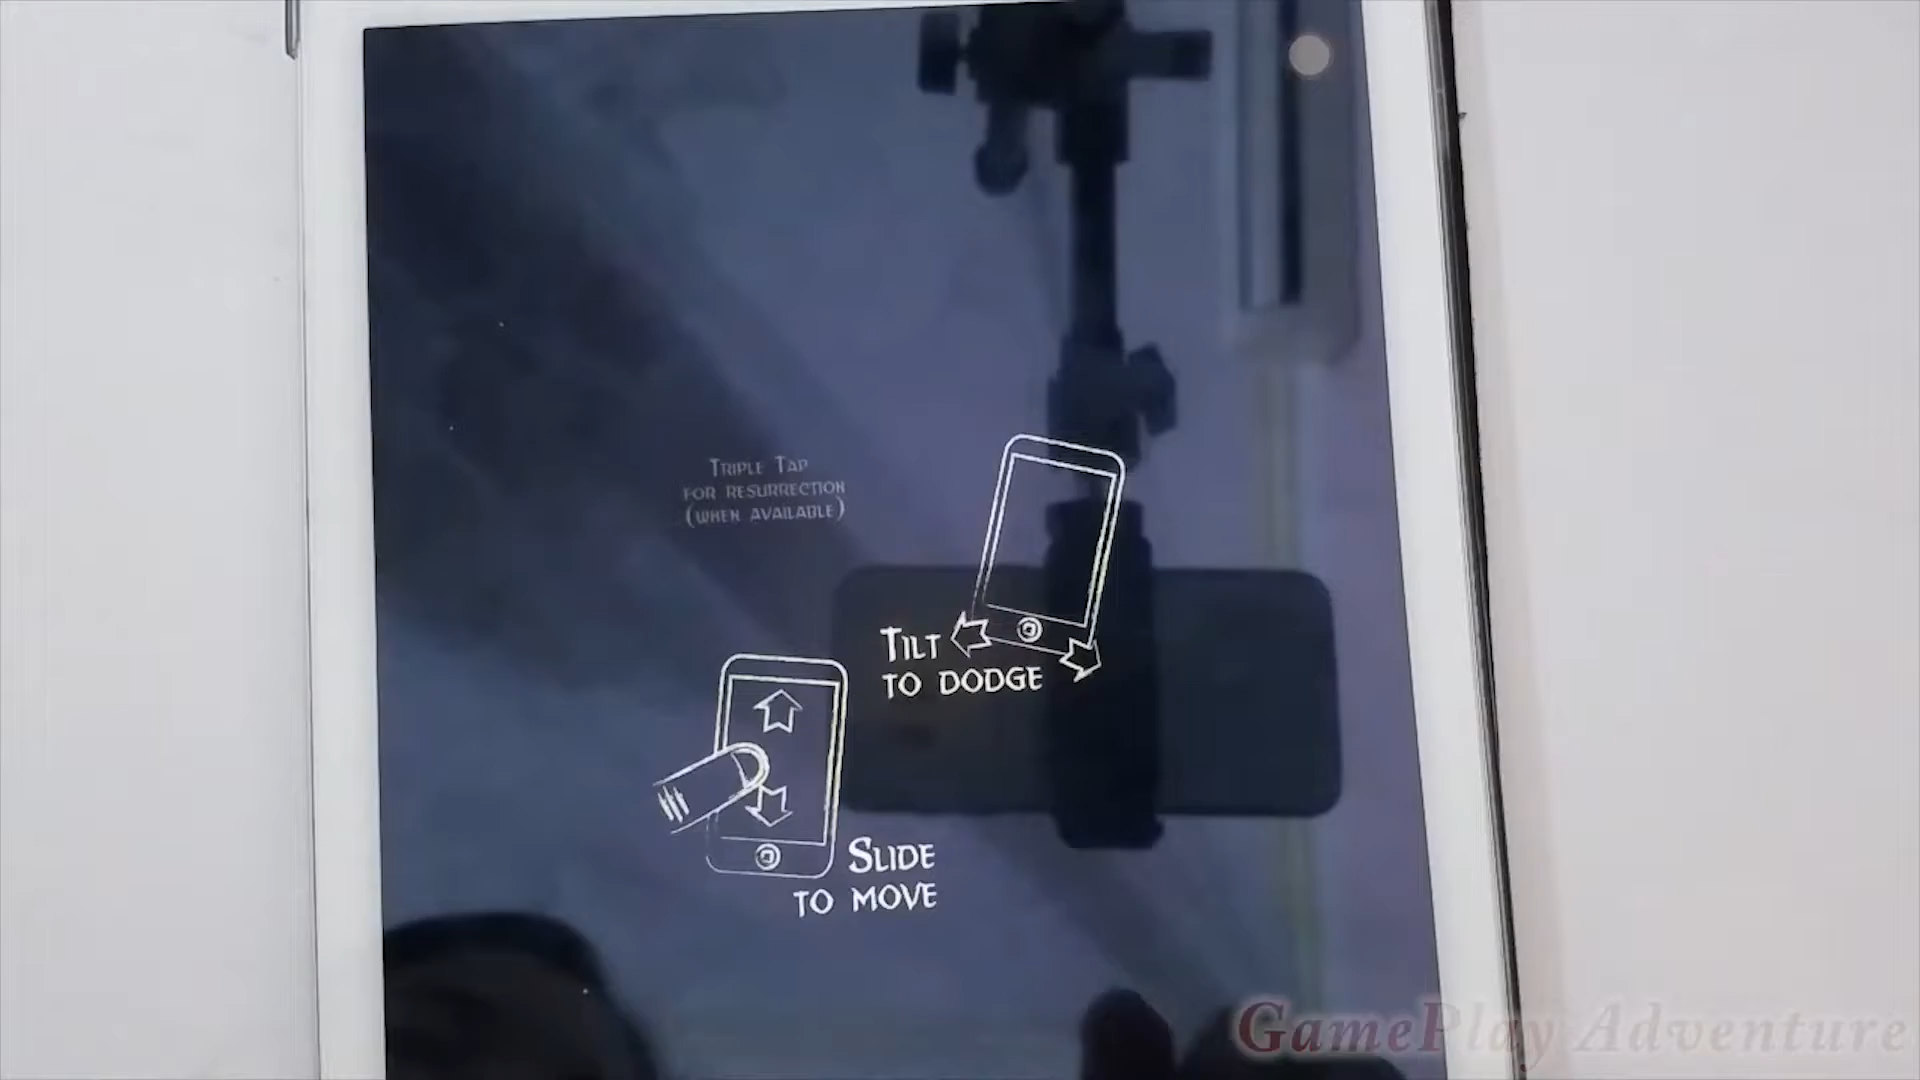 Triple Tap
for resurrection
(when available)
Tilt
to dodge
Slide
to move
GamePlay Adventure